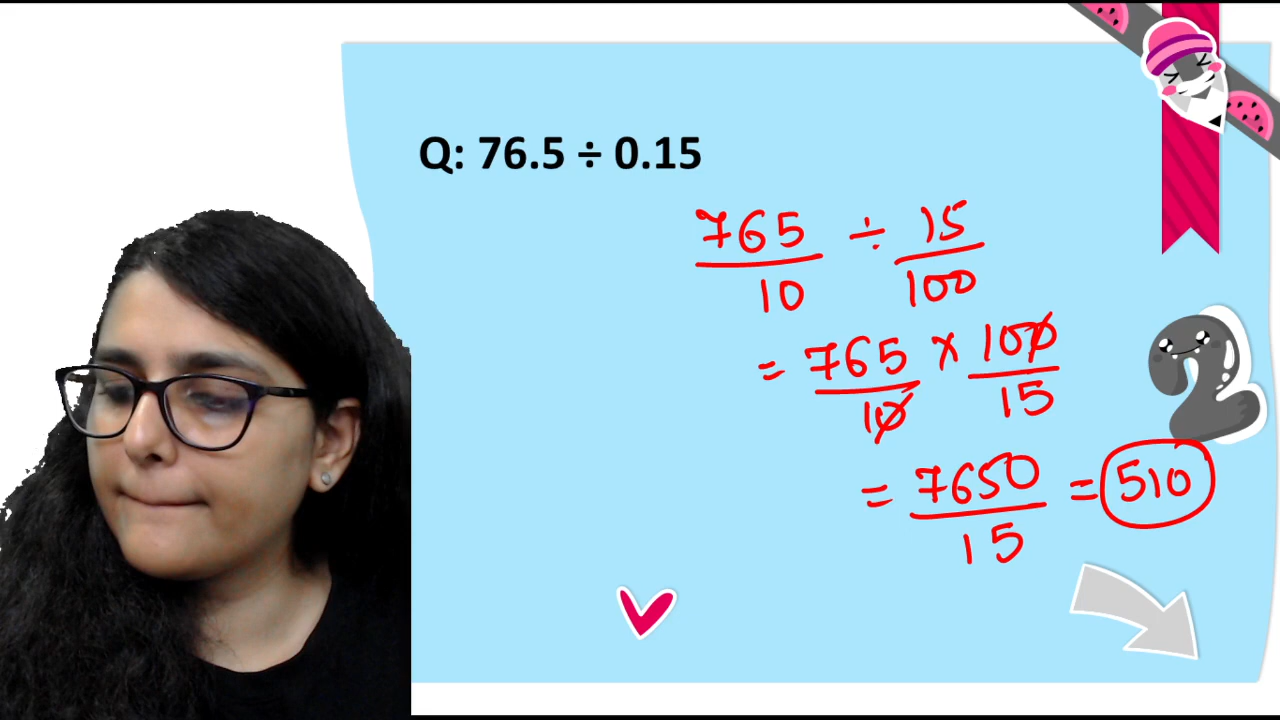 Q: 76.5 ÷ 0.15
765/10 ÷ 15/100
= 765/10 × 100/15
= 7650/15 = 510